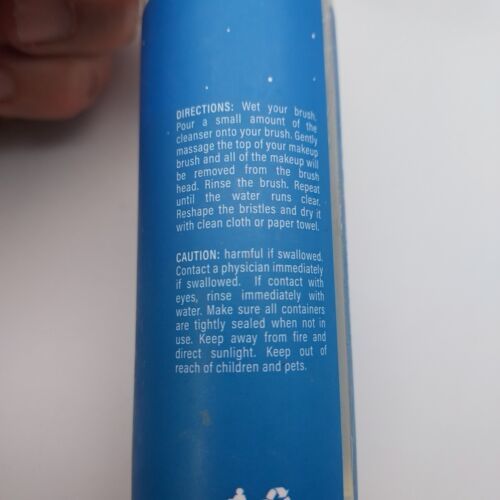 DIRECTIONS: Wet your brush.
Pour a small amount of the
cleanser onto your brush. Gently
massage the top of your makeup
brush and all of the makeup will
be removed from the brush
head. Rinse the brush. Repeat
until the water runs clear.
Reshape the bristles and dry it
with clean cloth or paper towel.
CAUTION: harmful if swallowed.
Contact a physician immediately
if swallowed. If contact with
eyes, rinse immediately with
water. Make sure all containers
are tightly sealed when not in
use. Keep away from fire and
direct sunlight. Keep out of
reach of children and pets.